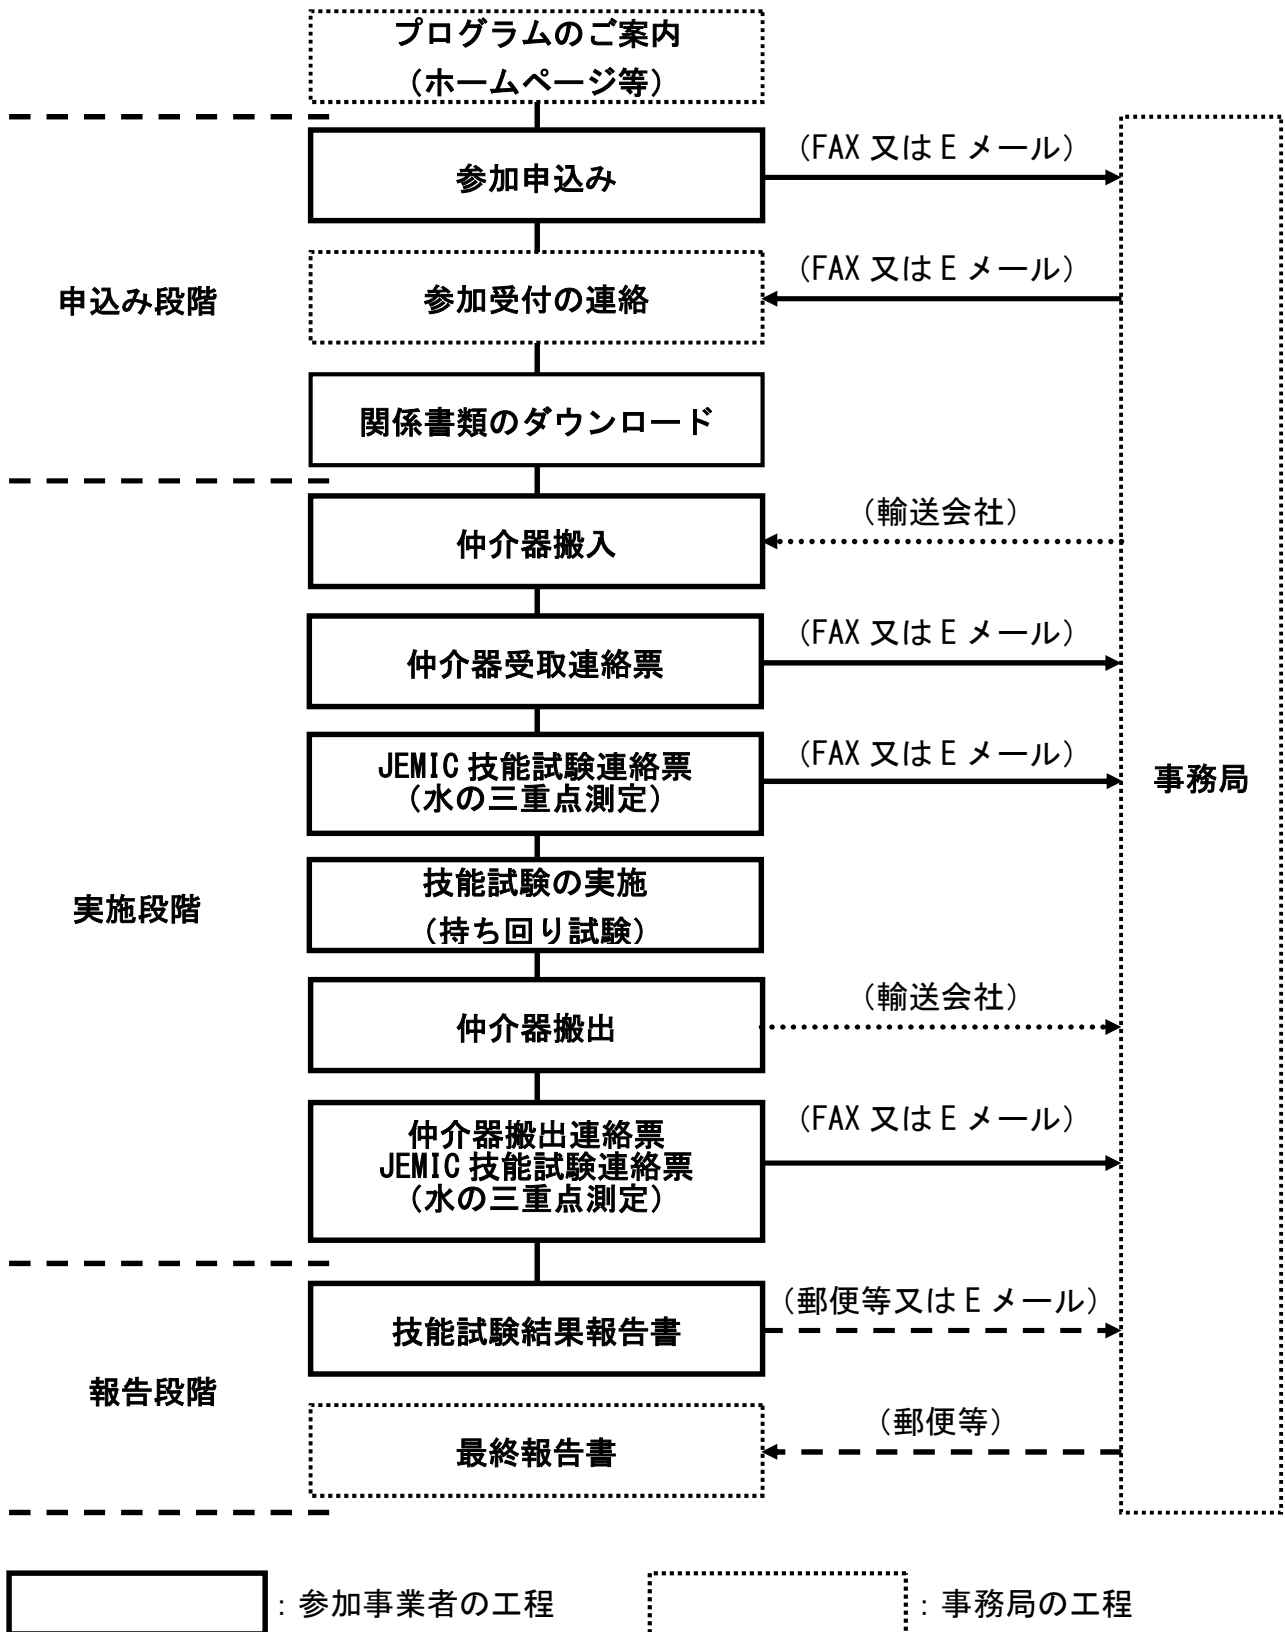 プログラムのご案内
（ホームページ等）
参加申込み
（FAX 又は E メール）
申込み段階
参加受付の連絡
（FAX 又は E メール）
関係書類のダウンロード
仲介器搬入
（輸送会社）
仲介器受取連絡票
（FAX 又は E メール）
JEMIC 技能試験連絡票
（水の三重点測定）
（FAX 又は E メール）
事務局
実施段階
技能試験の実施
（持ち回り試験）
仲介器搬出
（輸送会社）
仲介器搬出連絡票
JEMIC 技能試験連絡票
（水の三重点測定）
（FAX 又は E メール）
技能試験結果報告書
（郵便等又は E メール）
報告段階
最終報告書
（郵便等）
：参加事業者の工程
：事務局の工程